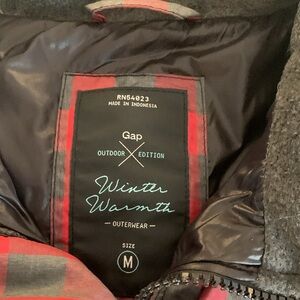 RN54023
MADE IN INDONESIA
Gap
OUTDOOR EDITION
Winter
Warmth
— OUTERWEAR —
SIZE
M